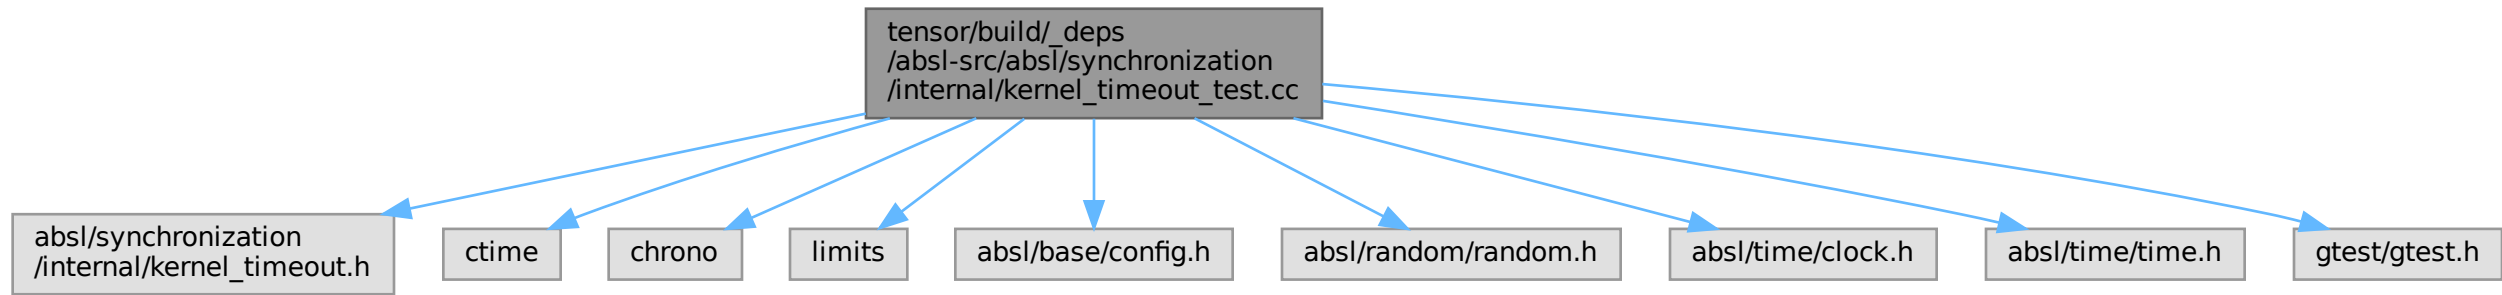 tensor/build/_deps
/absl-src/absl/synchronization
/internal/kernel_timeout_test.cc
absl/synchronization
/internal/kernel_timeout.h
ctime
chrono
limits
absl/base/config.h
absl/random/random.h
absl/time/clock.h
absl/time/time.h
gtest/gtest.h